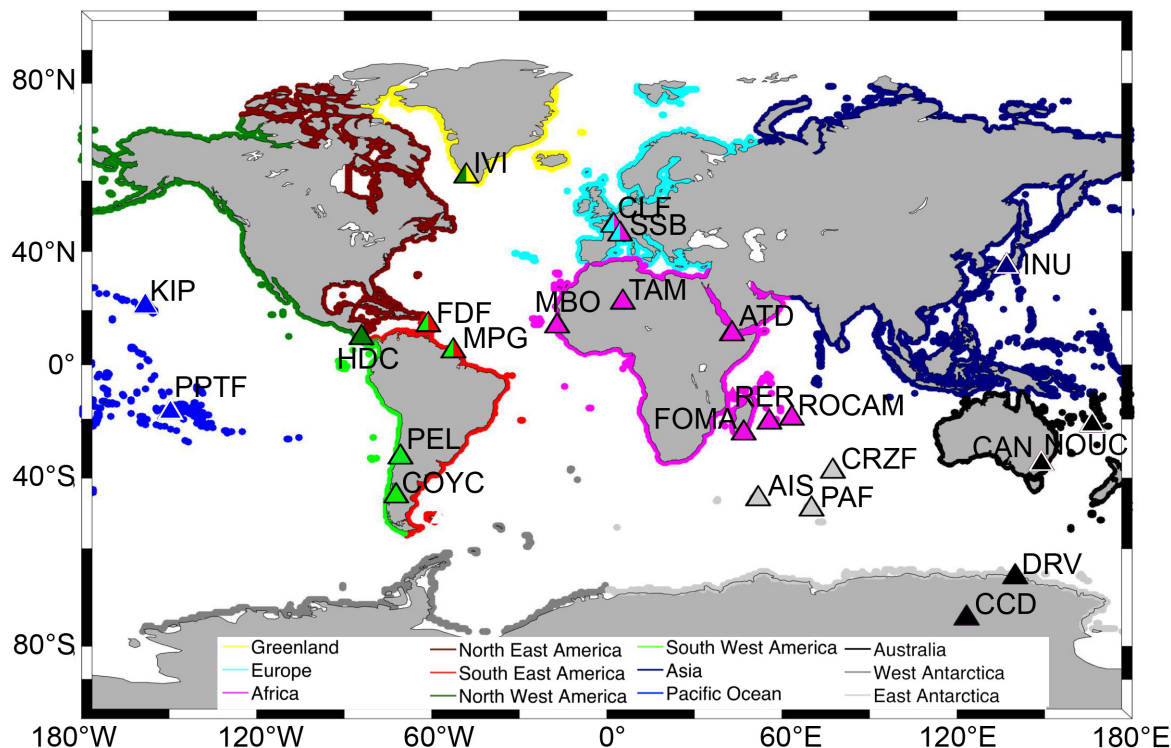 80°N
IVI
CLF
SSB
40°N
INU
KIP
MBO
TAM
FDF
ATD
MPG
HDC
0°
PPTF
RER
ROCAM
FOMA
PEL
CAN
NOUC
CRZF
40°S
COYC
AIS
PAF
DRV
CCD
80°S
Greenland
North East America
South West America
Australia
Europe
South East America
Asia
West Antarctica
Africa
North West America
Pacific Ocean
East Antarctica
180°W
120°W
60°W
0°
60°E
120°E
180°E